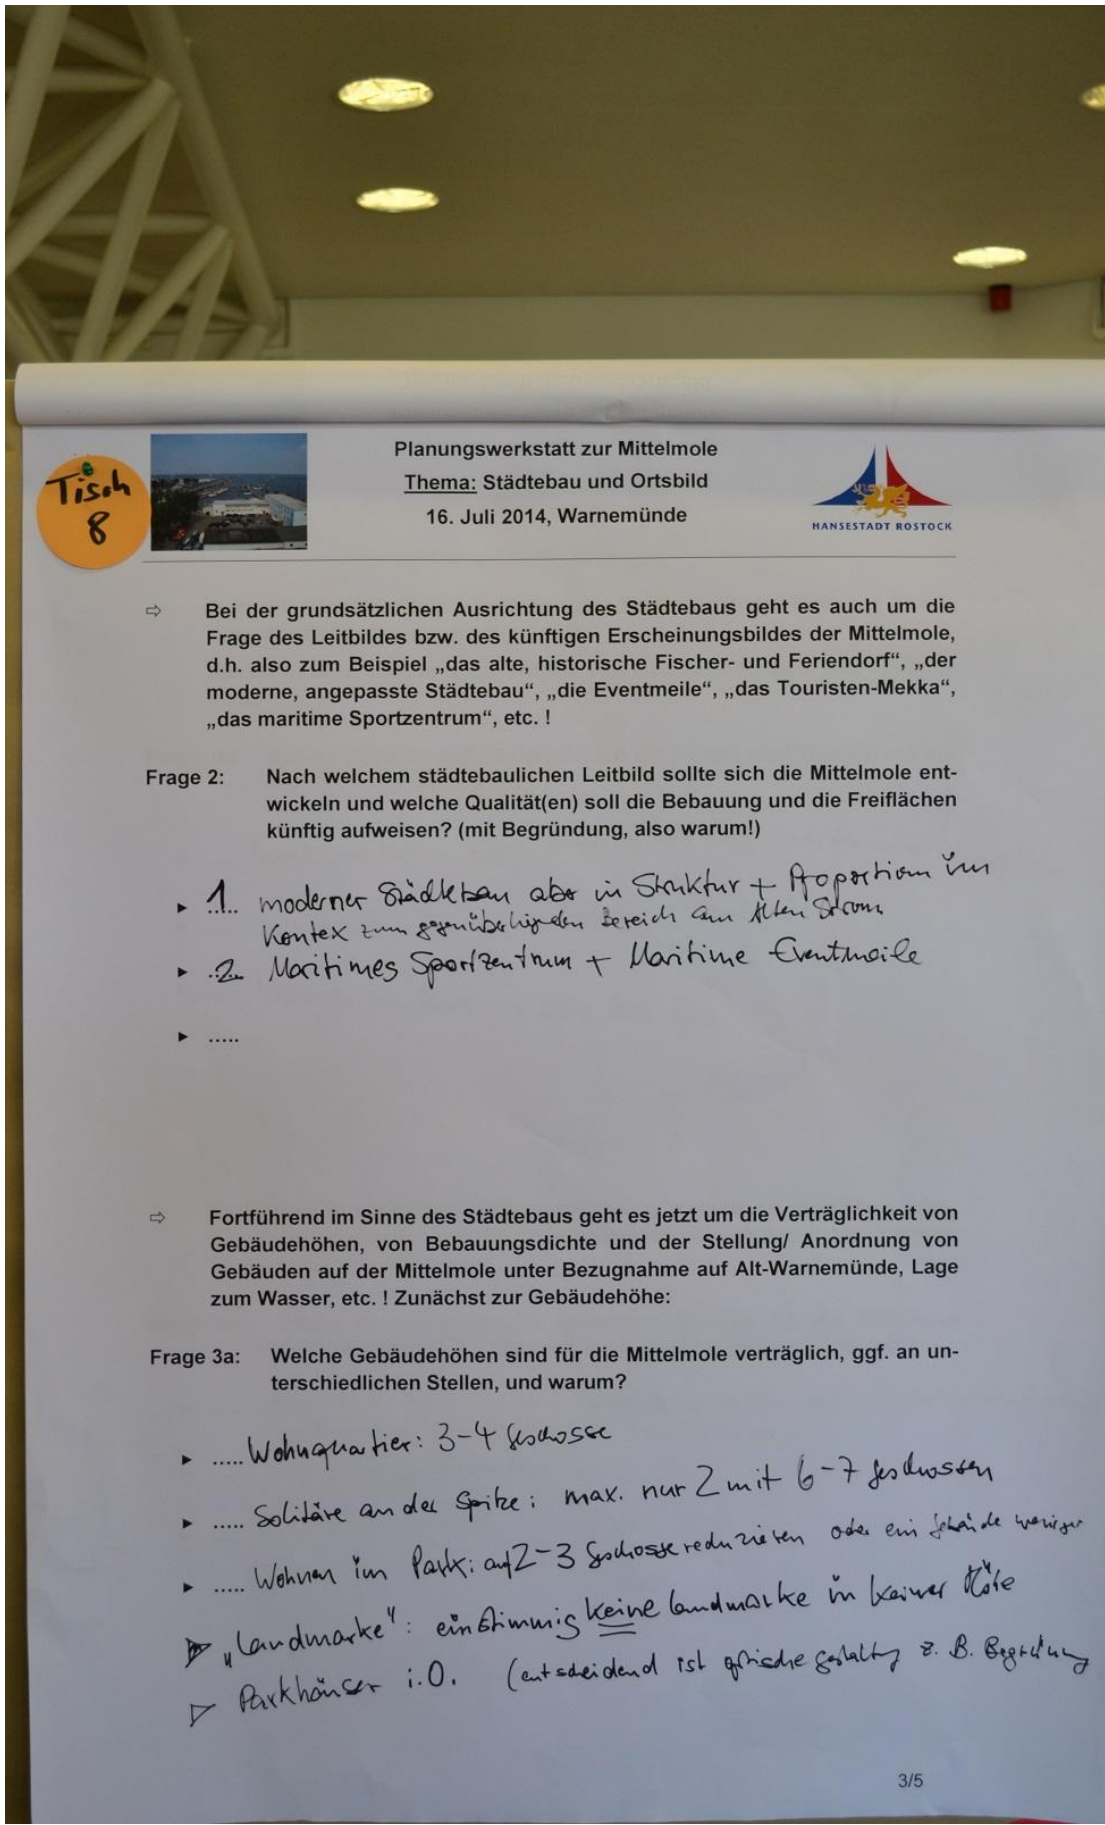 Tisch
8
Planungswerkstatt zur Mittelmole
Thema: Städtebau und Ortsbild
16. Juli 2014, Warnemünde
HANSESTADT ROSTOCK
⇨ Bei der grundsätzlichen Ausrichtung des Städtebaus geht es auch um die
Frage des Leitbildes bzw. des künftigen Erscheinungsbildes der Mittelmole,
d.h. also zum Beispiel „das alte, historische Fischer- und Feriendorf“, „der
moderne, angepasste Städtebau“, „die Eventmeile“, „das Touristen-Mekka“,
„das maritime Sportzentrum“, etc. !
Frage 2: Nach welchem städtebaulichen Leitbild sollte sich die Mittelmole ent-
wickeln und welche Qualität(en) soll die Bebauung und die Freiflächen
künftig aufweisen? (mit Begründung, also warum!)
► 1..... moderner Städtebau aber in Struktur + Proportion im
Kontex zum gegenüberliegenden Bereich am Alten Strom
► .2... Maritimes Sportzentrum + Maritime Eventmeile
► .....
⇨ Fortführend im Sinne des Städtebaus geht es jetzt um die Verträglichkeit von
Gebäudehöhen, von Bebauungsdichte und der Stellung/ Anordnung von
Gebäuden auf der Mittelmole unter Bezugnahme auf Alt-Warnemünde, Lage
zum Wasser, etc. ! Zunächst zur Gebäudehöhe:
Frage 3a: Welche Gebäudehöhen sind für die Mittelmole verträglich, ggf. an un-
terschiedlichen Stellen, und warum?
► ..... Wohnquartier: 3-4 Geschosse
► ..... Solitäre an der Spitze: max. nur 2 mit 6-7 Geschossen
► ..... Wohnen im Park: auf 2-3 Geschosse reduzieren oder ein Gebäude weniger
▷ „Landmarke“: einstimmig keine Landmarke in keiner Höhe
▷ Parkhäuser i.O. (entscheidend ist optische Gestaltung z. B. Begrünung
3/5